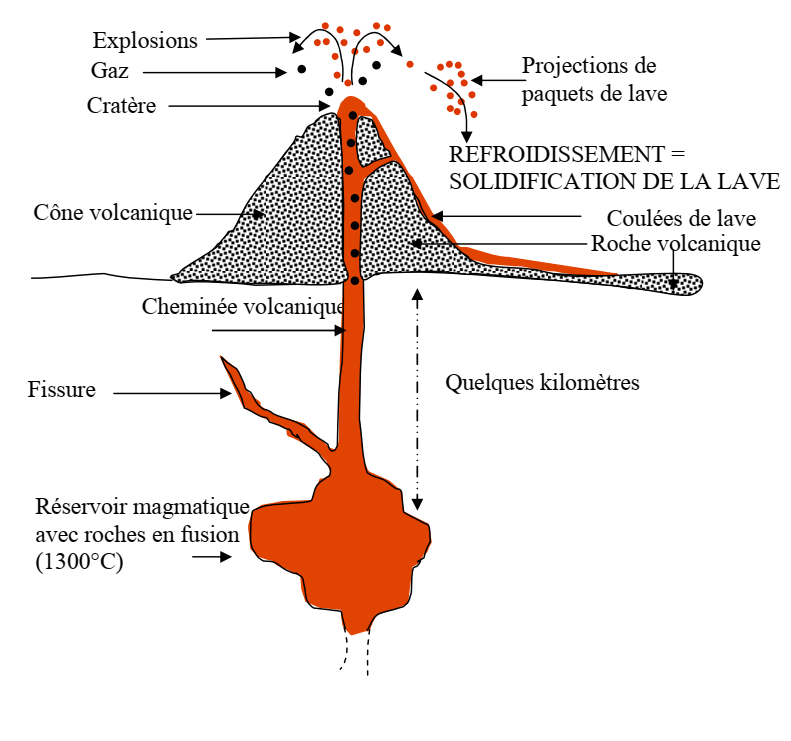 Explosions
Gaz
Cratère
Projections de
paquets de lave
REFROIDISSEMENT =
SOLIDIFICATION DE LA LAVE
Cône volcanique
Coulées de lave
Roche volcanique
Cheminée volcanique
Quelques kilomètres
Fissure
Réservoir magmatique
avec roches en fusion
(1300°C)